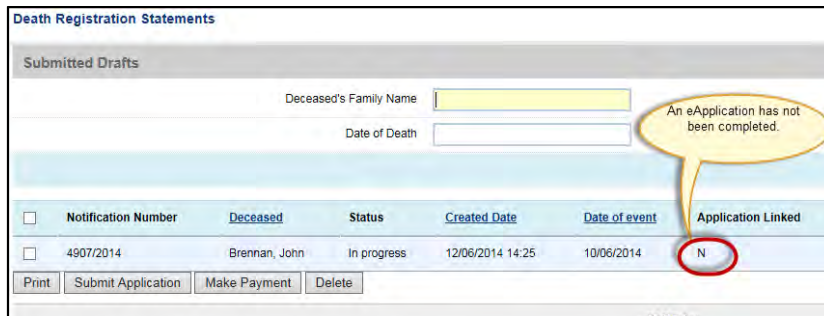 Death Registration Statements
Submitted Drafts
Deceased's Family Name
Date of Death
An eApplication has not
been completed.
Notification Number Deceased Status Created Date Date of event Application Linked
4907/2014 Brennan, John In progress 12/06/2014 14:25 10/06/2014 N
Print Submit Application Make Payment Delete